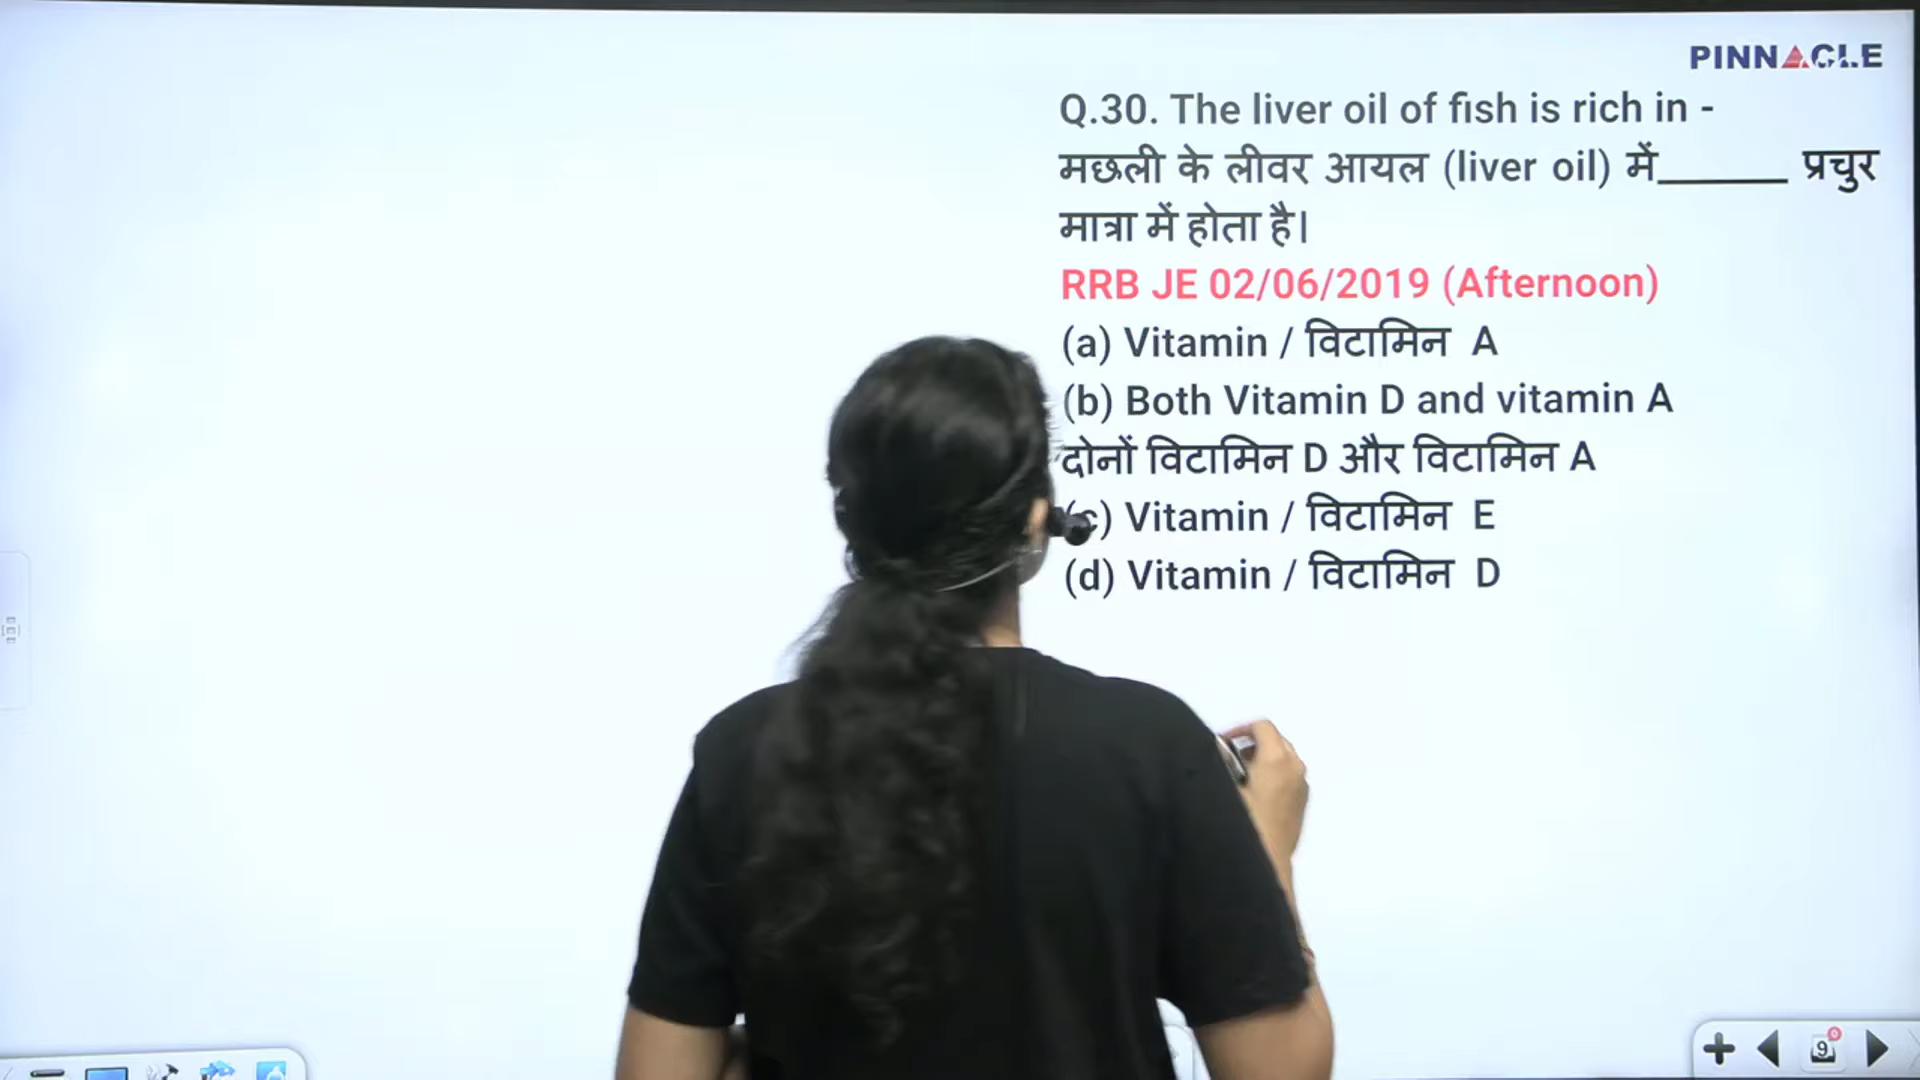 PINNACLE
Q.30. The liver oil of fish is rich in -
मछली के लीवर आयल (liver oil) में______ प्रचुर
मात्रा में होता है।
RRB JE 02/06/2019 (Afternoon)
(a) Vitamin / विटामिन A
(b) Both Vitamin D and vitamin A
दोनों विटामिन D और विटामिन A
(c) Vitamin / विटामिन E
(d) Vitamin / विटामिन D
9